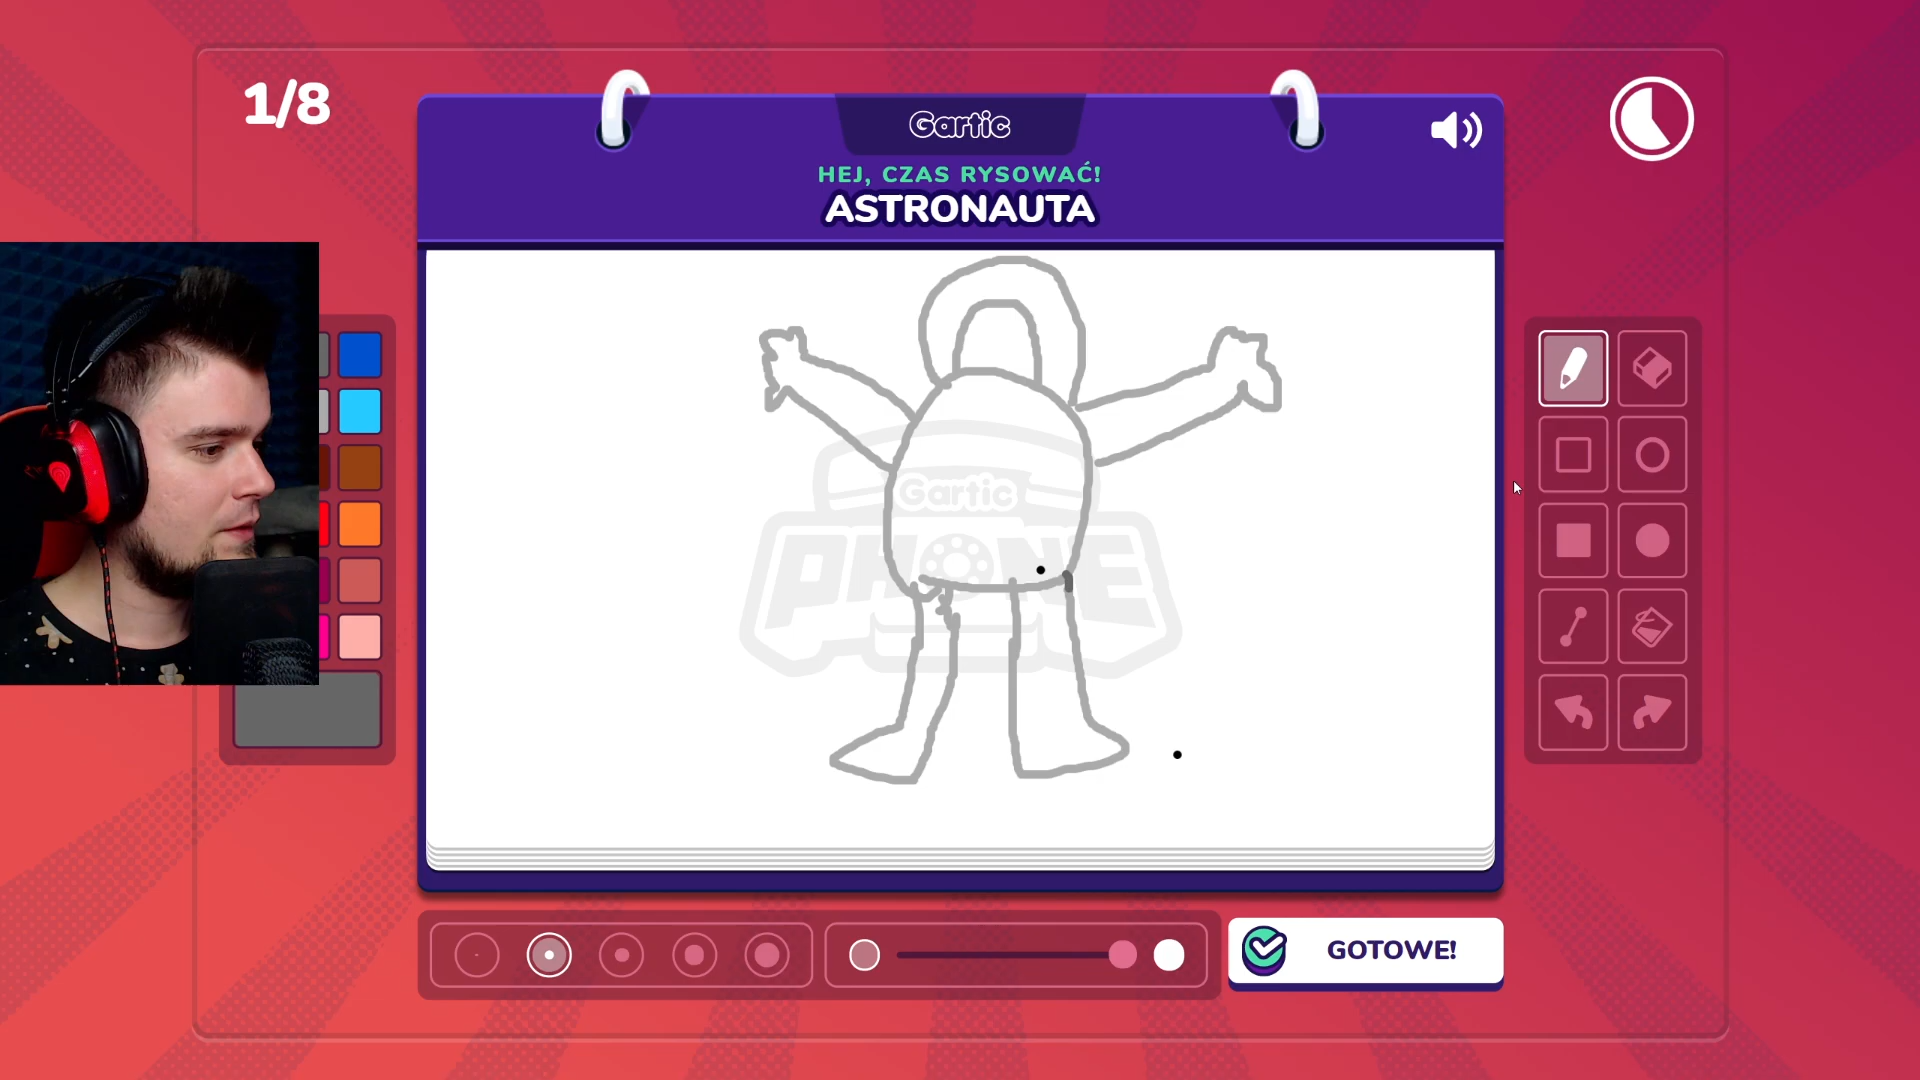 1/8
Gartic
HEJ, CZAS RYSOWAĆ!
ASTRONAUTA
Gartic
PHONE
GOTOWE!